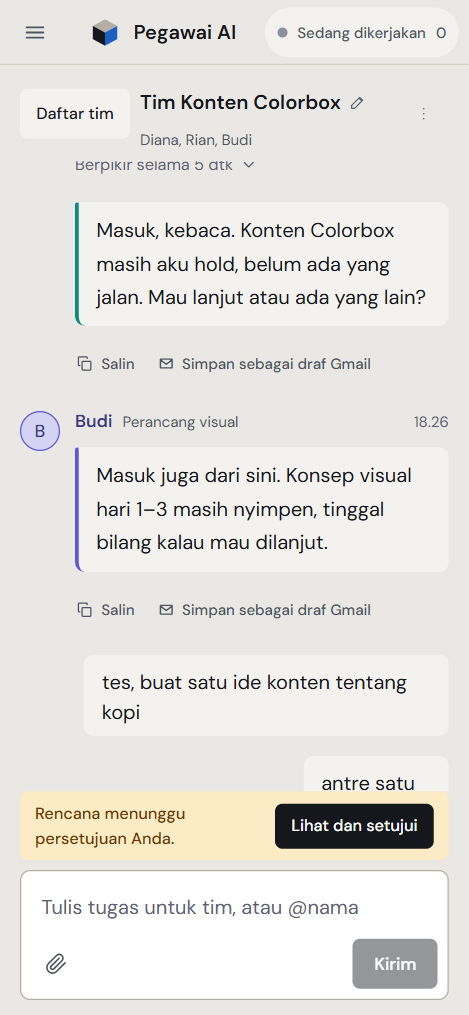 Pegawai AI
Sedang dikerjakan 0
Daftar tim
Tim Konten Colorbox
Diana, Rian, Budi
Berpikir selama 5 dtk
Masuk, kebaca. Konten Colorbox
masih aku hold, belum ada yang
jalan. Mau lanjut atau ada yang lain?
Salin
Simpan sebagai draf Gmail
B
Budi
Perancang visual
18.26
Masuk juga dari sini. Konsep visual
hari 1–3 masih nyimpen, tinggal
bilang kalau mau dilanjut.
Salin
Simpan sebagai draf Gmail
tes, buat satu ide konten tentang
kopi
antre satu
Rencana menunggu
persetujuan Anda.
Lihat dan setujui
Tulis tugas untuk tim, atau @nama
Kirim